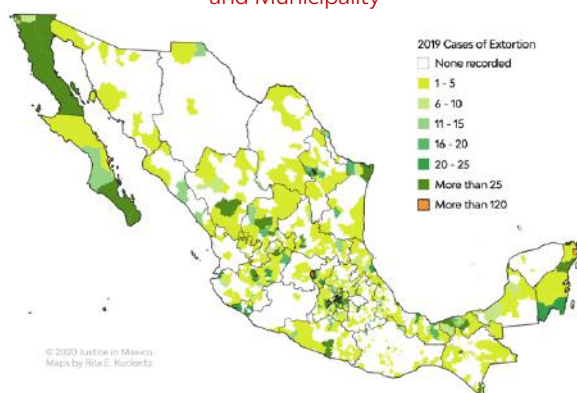 and Municipality
2019 Cases of Extortion
None recorded
1 - 5
6 - 10
11 - 15
16 - 20
20 - 25
More than 25
More than 120
© 2020 Justice in Mexico
Maps by Rita E. Kuckertz